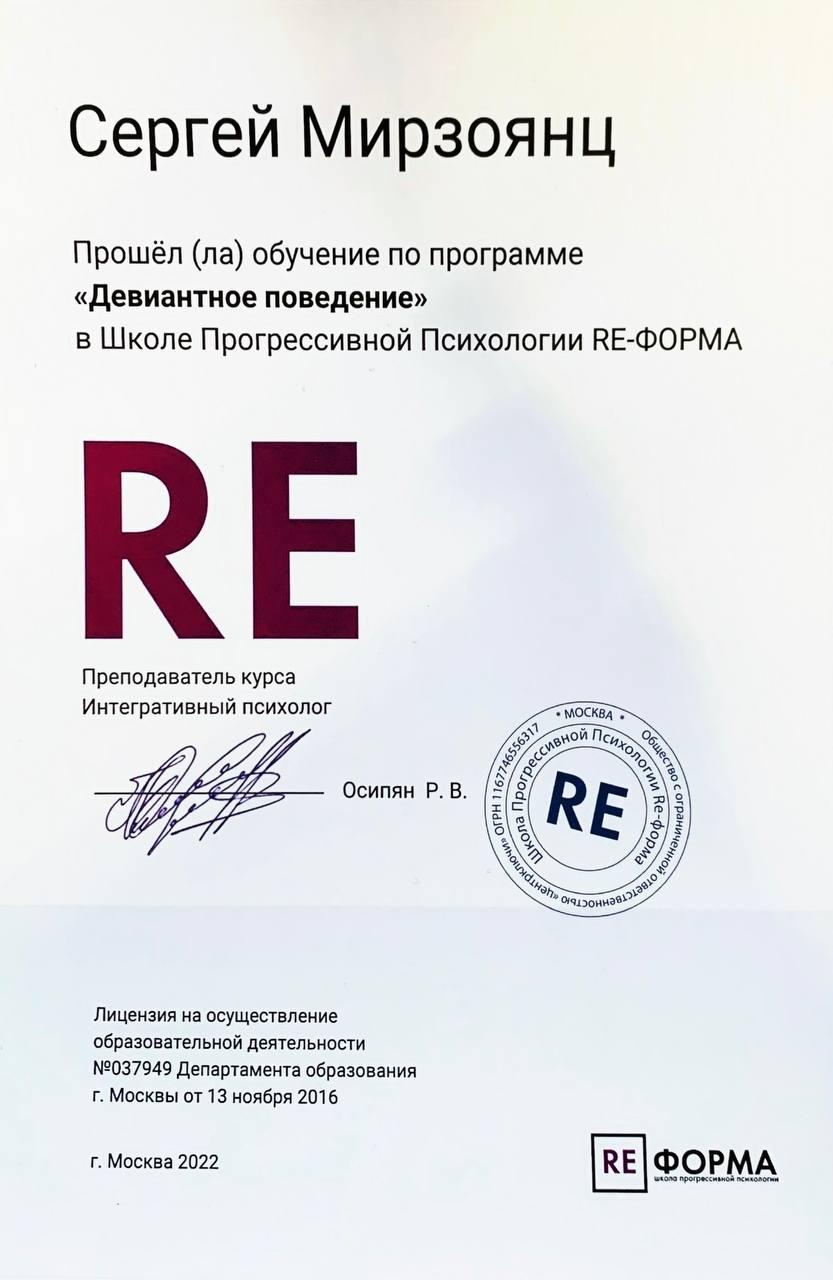 Сергей Мирзоянц
Прошёл (ла) обучение по программе
«Девиантное поведение»
в Школе Прогрессивной Психологии RE-ФОРМА
RE
Преподаватель курса
Интегративный психолог
Осипян Р. В.
* МОСКВА * Общество с ограниченной ответственностью «центрключи» ОГРН 1167746556317
Школа Прогрессивной Психологии Re-форма
RE
Лицензия на осуществление
образовательной деятельности
№037949 Департамента образования
г. Москвы от 13 ноября 2016
г. Москва 2022
RE ФОРМА
школа прогрессивной психологии